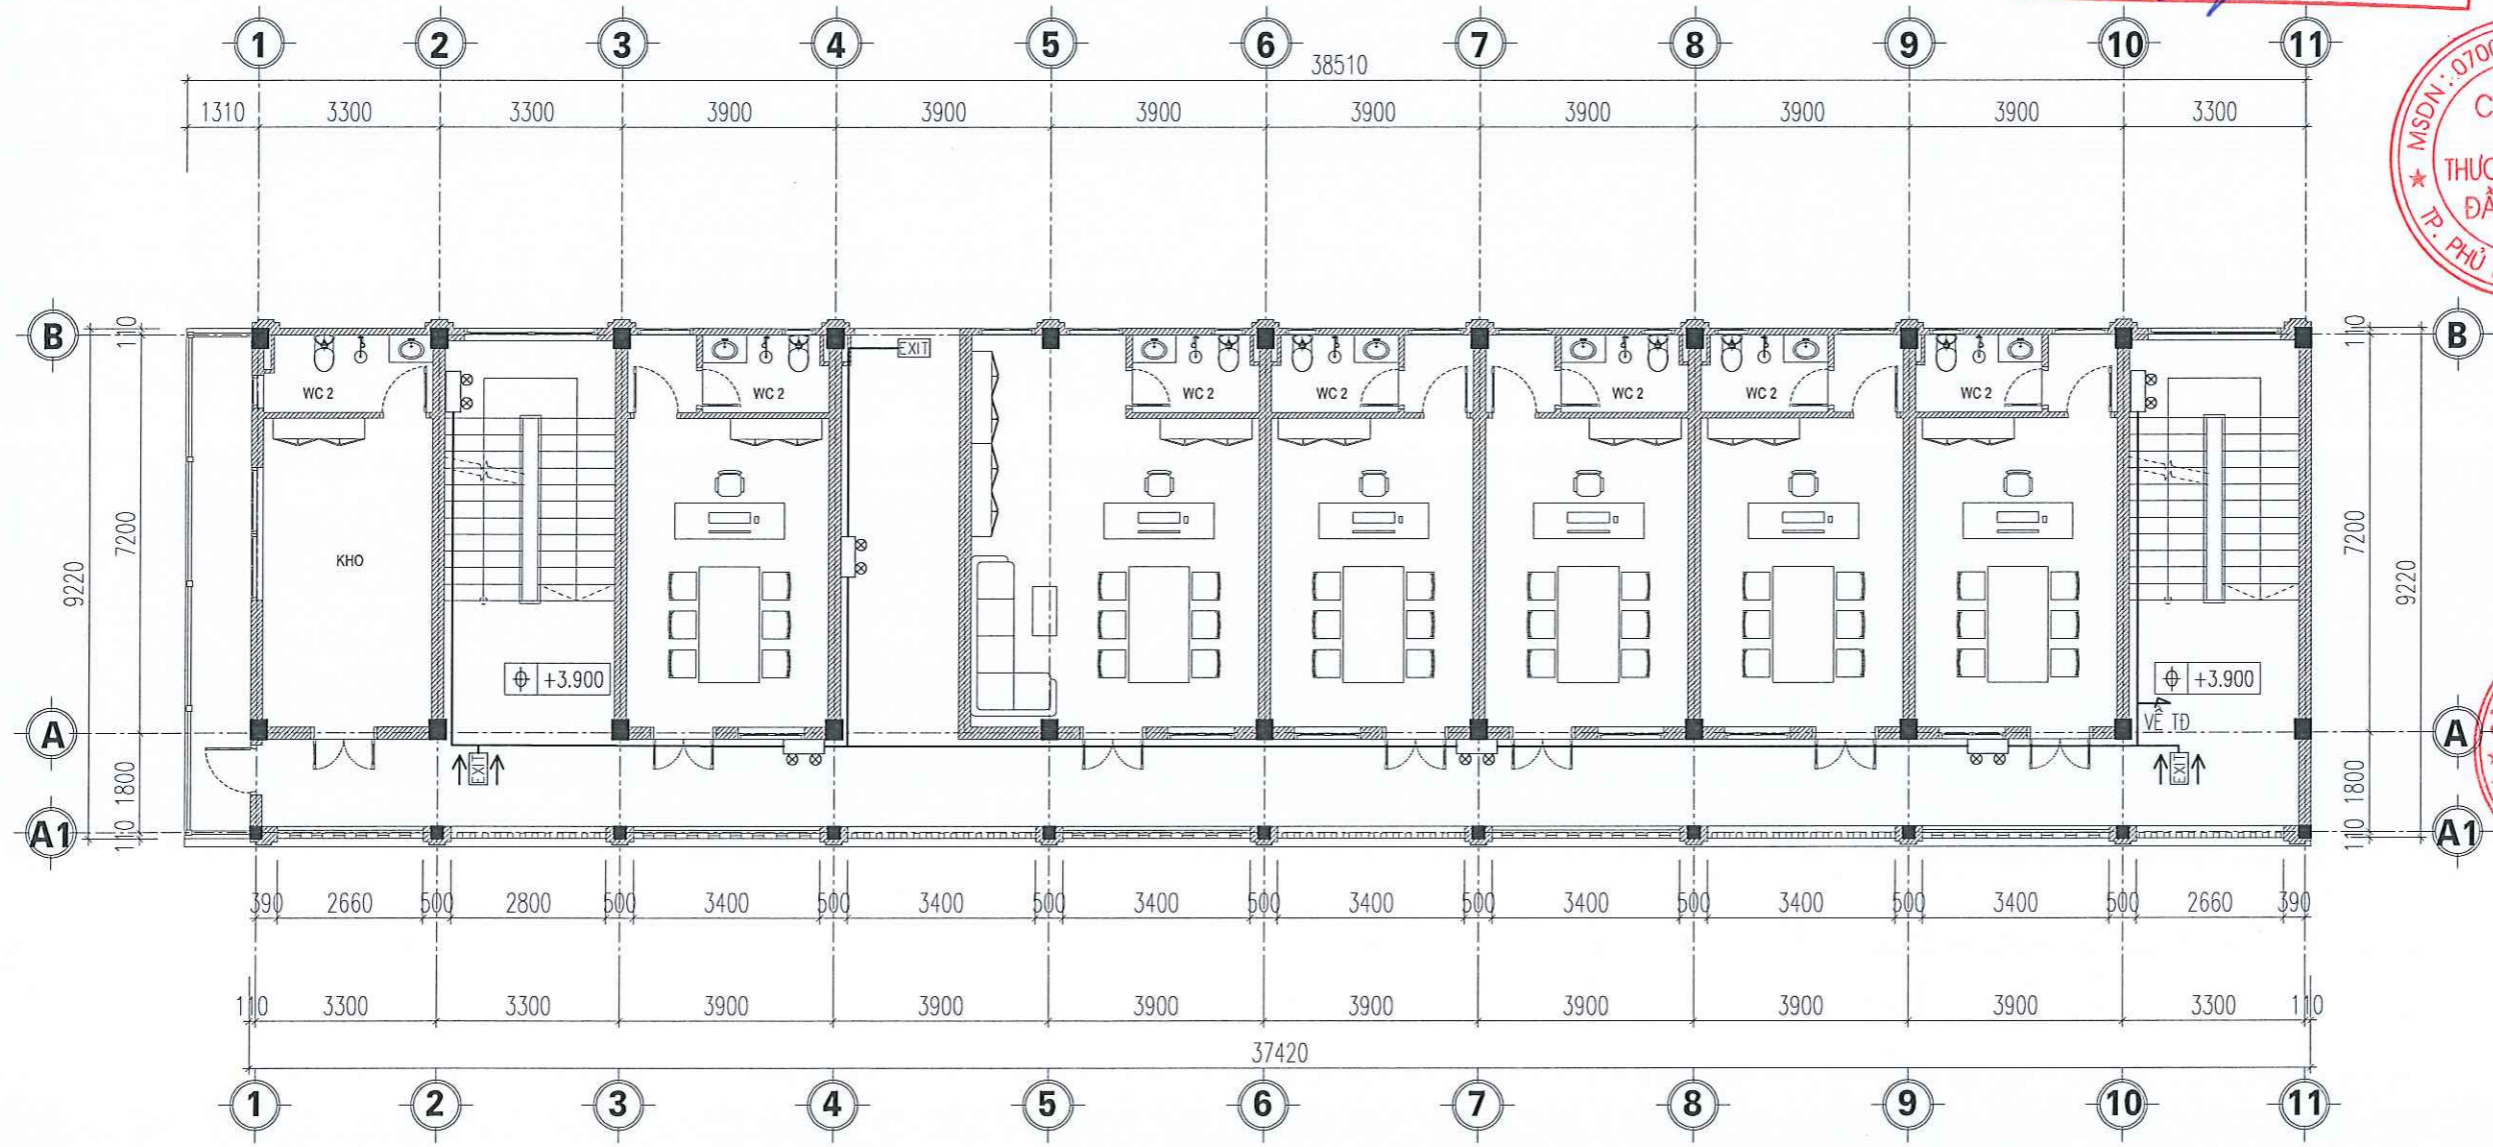 1 2 3 4 5 6 7 8 9 10 11
38510
1310 3300 3300 3900 3900 3900 3900 3900 3900 3900 3300
MSDN: 070
C
THƯƠ
ĐẦ
TP. PHỦ
B 110 EXIT 110 B
WC 2 WC 2 WC 2 WC 2 WC 2 WC 2 WC 2
9220 7200 KHO 7200 9220
+3.900 +3.900
VỀ TĐ
A A
1800 EXIT EXIT 1800
A1 110 110 A1
390 2660 500 2800 500 3400 500 3400 500 3400 500 3400 500 3400 500 3400 500 3400 500 2660 390
110 3300 3300 3900 3900 3900 3900 3900 3900 3900 3300 110
37420
1 2 3 4 5 6 7 8 9 10 11